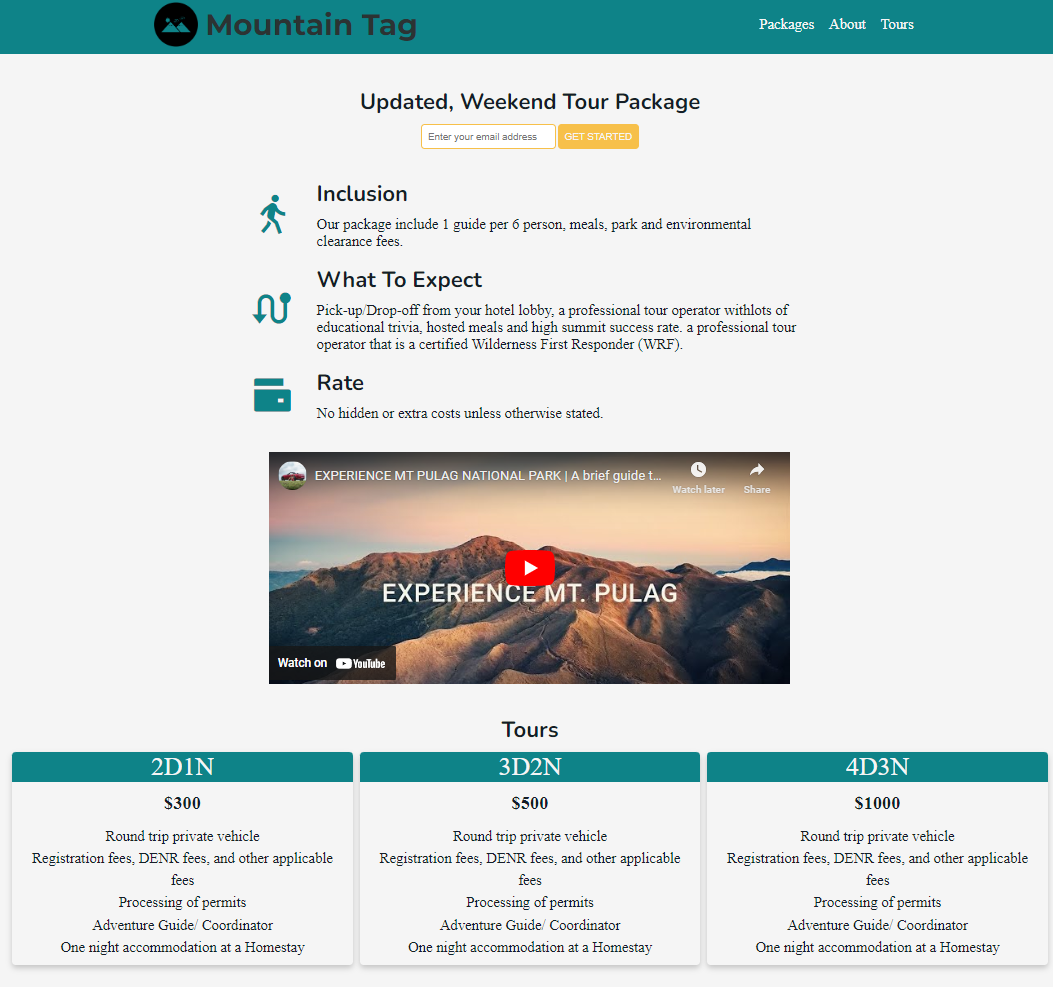 Mountain Tag
Packages About Tours
Updated, Weekend Tour Package
Enter your email address GET STARTED
Inclusion
Our package include 1 guide per 6 person, meals, park and environmental
clearance fees.
What To Expect
Pick-up/Drop-off from your hotel lobby, a professional tour operator withlots of
educational trivia, hosted meals and high summit success rate. a professional tour
operator that is a certified Wilderness First Responder (WRF).
Rate
No hidden or extra costs unless otherwise stated.
EXPERIENCE MT PULAG NATIONAL PARK | A brief guide t...
Watch later Share
EXPERIENCE MT. PULAG
Watch on YouTube
Tours
2D1N
$300
Round trip private vehicle
Registration fees, DENR fees, and other applicable
fees
Processing of permits
Adventure Guide/ Coordinator
One night accommodation at a Homestay
3D2N
$500
Round trip private vehicle
Registration fees, DENR fees, and other applicable
fees
Processing of permits
Adventure Guide/ Coordinator
One night accommodation at a Homestay
4D3N
$1000
Round trip private vehicle
Registration fees, DENR fees, and other applicable
fees
Processing of permits
Adventure Guide/ Coordinator
One night accommodation at a Homestay